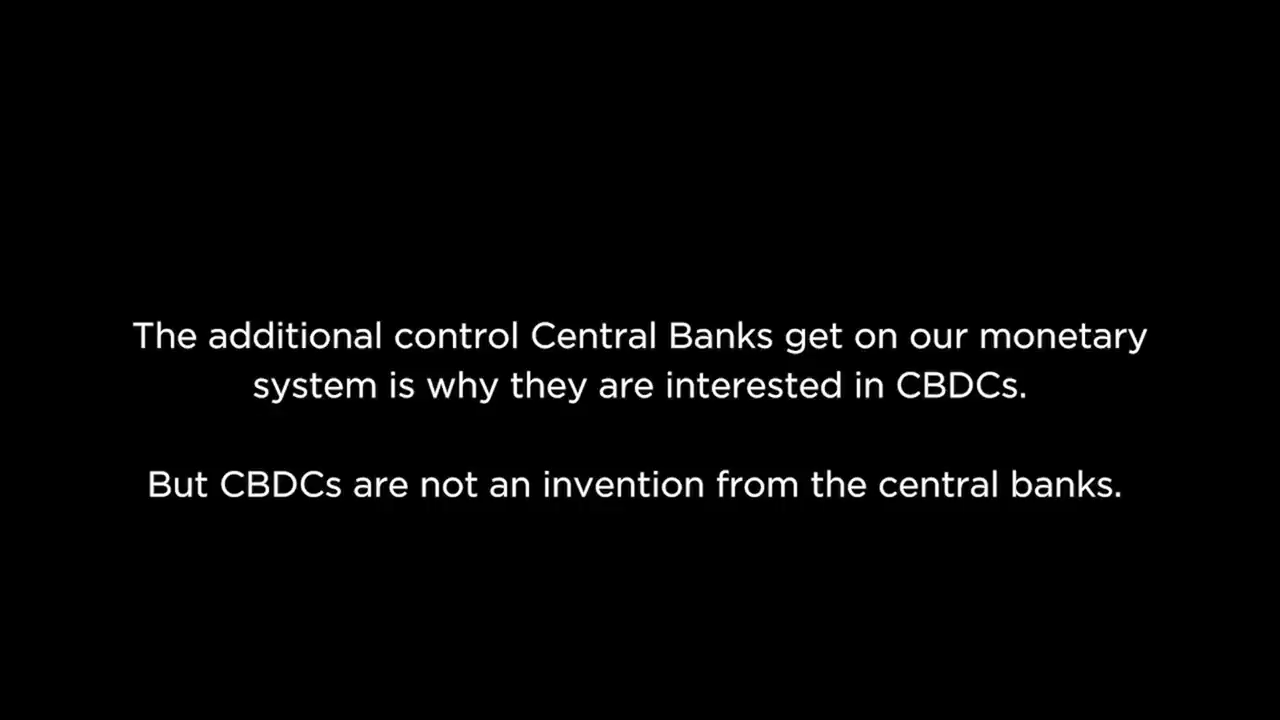 The additional control Central Banks get on our monetary
system is why they are interested in CBDCs.
But CBDCs are not an invention from the central banks.